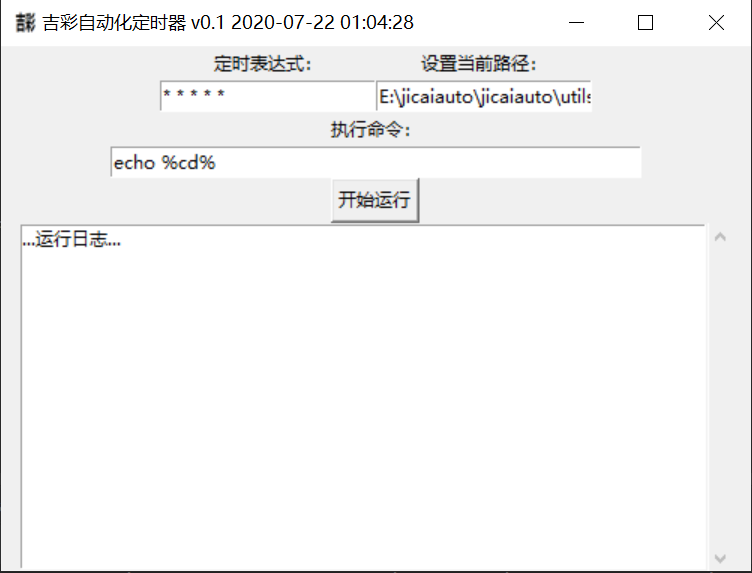 吉彩 吉彩自动化定时器 v0.1 2020-07-22 01:04:28
定时表达式: 设置当前路径:
* * * * * E:\jicaiauto\jicaiauto\utils
执行命令:
echo %cd%
开始运行
...运行日志...